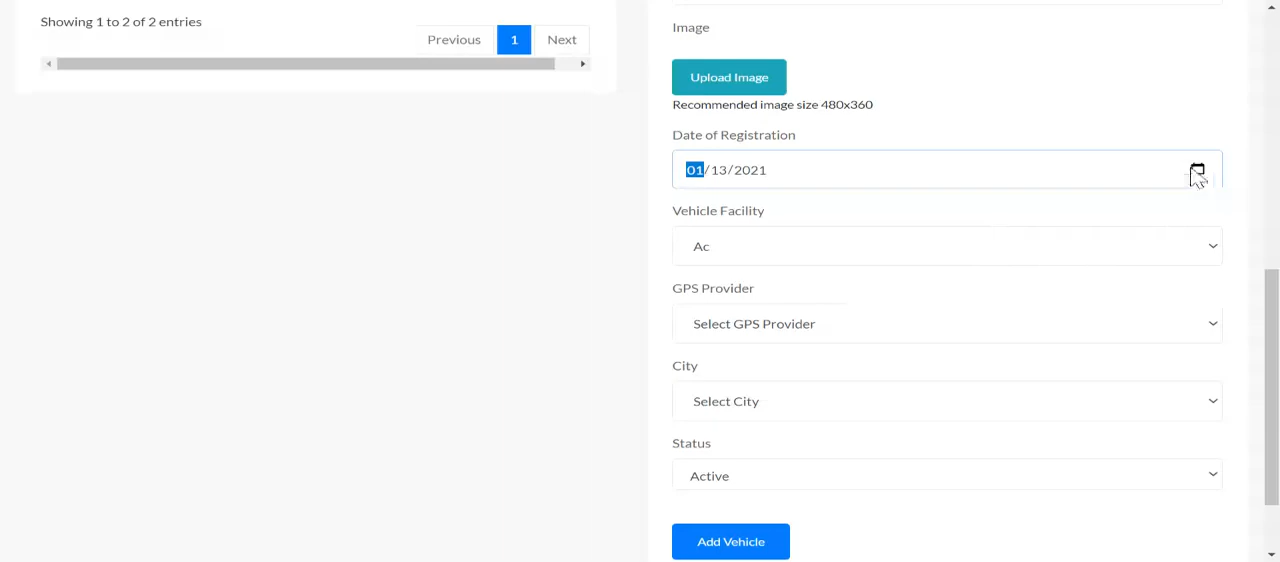 Showing 1 to 2 of 2 entries
Previous 1 Next
Image
Upload Image
Recommended image size 480x360
Date of Registration
01/13/2021
Vehicle Facility
Ac
GPS Provider
Select GPS Provider
City
Select City
Status
Active
Add Vehicle